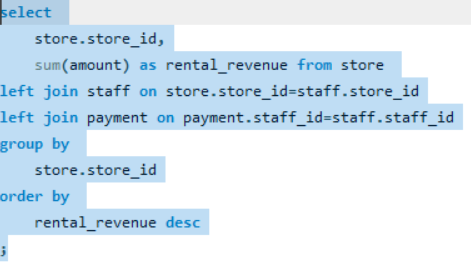 select
store.store_id,
sum(amount) as rental_revenue from store
left join staff on store.store_id=staff.store_id
left join payment on payment.staff_id=staff.staff_id
group by
store.store_id
order by
rental_revenue desc
;